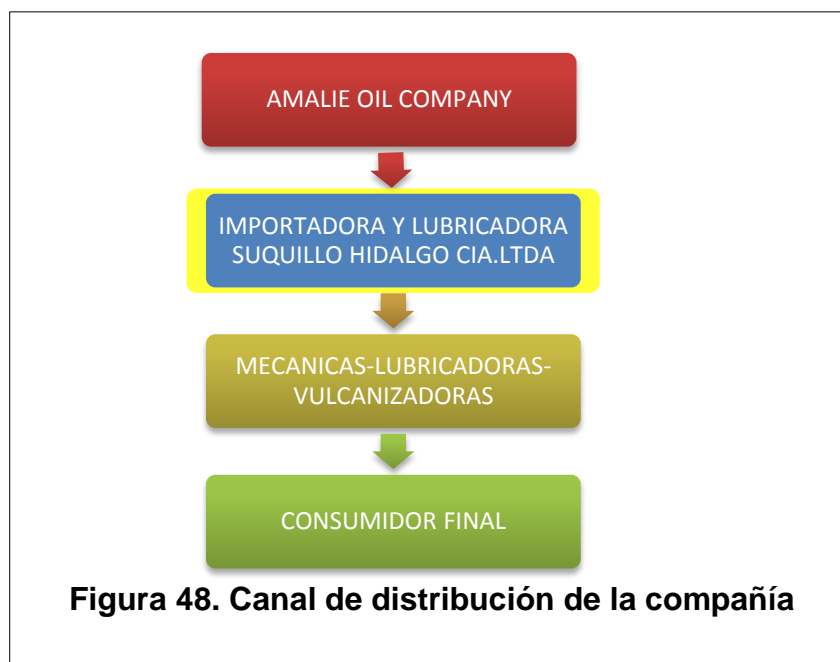 AMALIE OIL COMPANY
IMPORTADORA Y LUBRICADORA
SUQUILLO HIDALGO CIA.LTDA
MECANICAS-LUBRICADORAS-
VULCANIZADORAS
CONSUMIDOR FINAL
Figura 48. Canal de distribución de la compañía